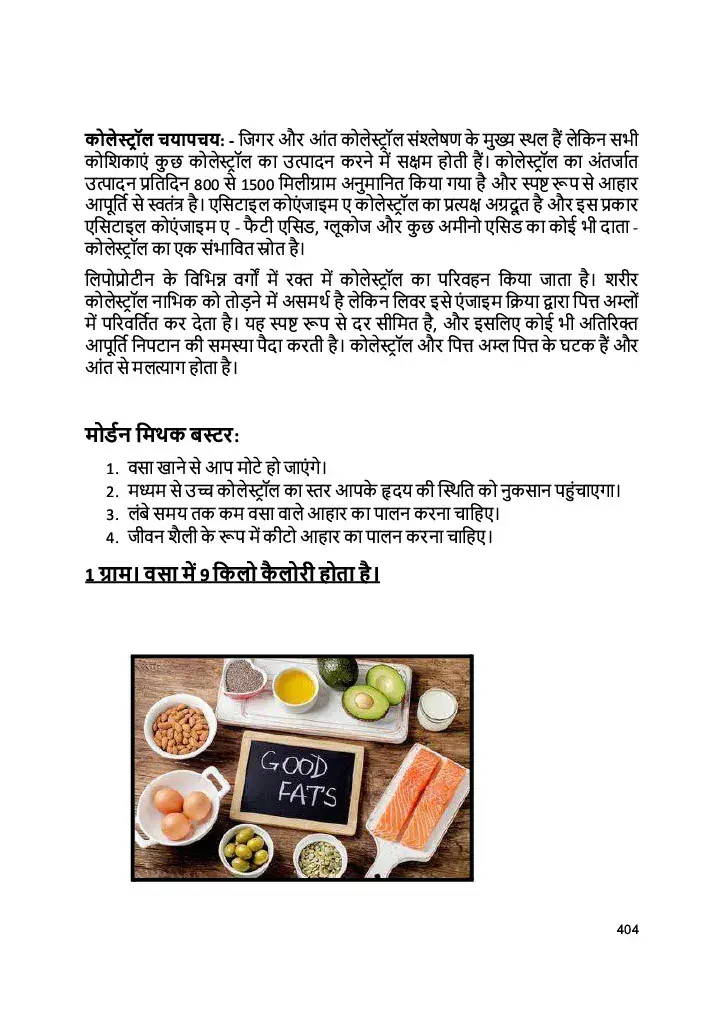 कोलेस्ट्रॉल चयापचय: - जिगर और आंत कोलेस्ट्रॉल संश्लेषण के मुख्य स्थल हैं लेकिन सभी
कोशिकाएं कुछ कोलेस्ट्रॉल का उत्पादन करने में सक्षम होती हैं। कोलेस्ट्रॉल का अंतर्जात
उत्पादन प्रतिदिन 800 से 1500 मिलीग्राम अनुमानित किया गया है और स्पष्ट रूप से आहार
आपूर्ति से स्वतंत्र है। एसिटाइल कोएंजाइम ए कोलेस्ट्रॉल का प्रत्यक्ष अग्रदूत है और इस प्रकार
एसिटाइल कोएंजाइम ए - फैटी एसिड, ग्लूकोज और कुछ अमीनो एसिड का कोई भी दाता -
कोलेस्ट्रॉल का एक संभावित स्रोत है।
लिपोप्रोटीन के विभिन्न वर्गों में रक्त में कोलेस्ट्रॉल का परिवहन किया जाता है। शरीर
कोलेस्ट्रॉल नाभिक को तोड़ने में असमर्थ है लेकिन लिवर इसे एंजाइम क्रिया द्वारा पित्त अम्लों
में परिवर्तित कर देता है। यह स्पष्ट रूप से दर सीमित है, और इसलिए कोई भी अतिरिक्त
आपूर्ति निपटान की समस्या पैदा करती है। कोलेस्ट्रॉल और पित्त अम्ल पित्त के घटक हैं और
आंत से मलत्याग होता है।
मोर्डन मिथक बस्टर:
1. वसा खाने से आप मोटे हो जाएंगे।
2. मध्यम से उच्च कोलेस्ट्रॉल का स्तर आपके हृदय की स्थिति को नुकसान पहुंचाएगा।
3. लंबे समय तक कम वसा वाले आहार का पालन करना चाहिए।
4. जीवन शैली के रूप में कीटो आहार का पालन करना चाहिए।
1 ग्राम। वसा में 9 किलो कैलोरी होता है।
GOOD
FATS
404